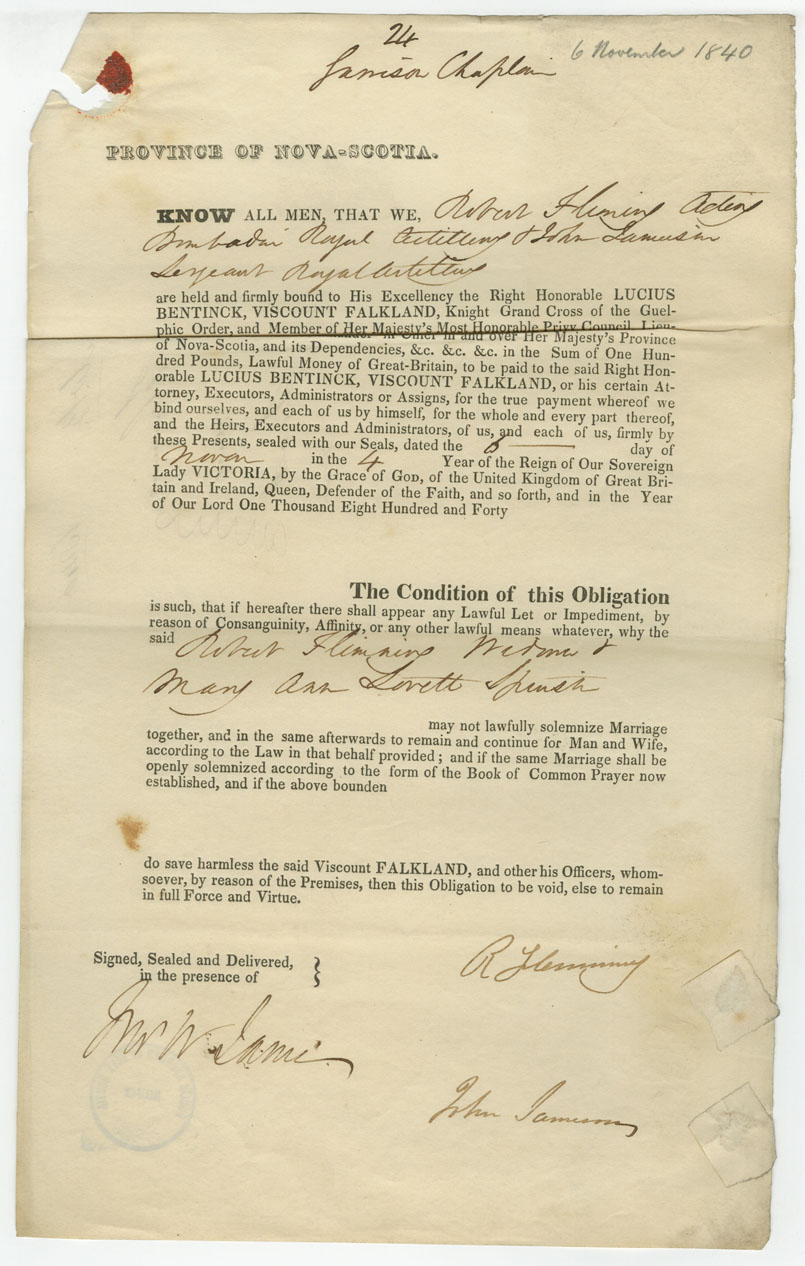 24
Garrison Chaplain
6 November 1840
PROVINCE OF NOVA-SCOTIA.
KNOW ALL MEN, THAT WE, Robert Fleming Acting
Bombadier Royal Artillery & John Jameison
Sergeant Royal Artillery
are held and firmly bound to His Excellency the Right Honorable LUCIUS
BENTINCK, VISCOUNT FALKLAND, Knight Grand Cross of the Guel-
phic Order, and Member of Her Majesty's Most Honorable Privy Council, Lieu-
in and over Her Majesty's Province
of Nova-Scotia, and its Dependencies, &c. &c. &c. in the Sum of One Hun-
dred Pounds, Lawful Money of Great-Britain, to be paid to the said Right Hon-
orable LUCIUS BENTINCK, VISCOUNT FALKLAND, or his certain At-
torney, Executors, Administrators or Assigns, for the true payment whereof we
bind ourselves, and each of us by himself, for the whole and every part thereof,
and the Heirs, Executors and Administrators, of us, and each of us, firmly by
these Presents, sealed with our Seals, dated the 6 day of
Novem in the 4 Year of the Reign of Our Sovereign
Lady VICTORIA, by the Grace of GOD, of the United Kingdom of Great Bri-
tain and Ireland, Queen, Defender of the Faith, and so forth, and in the Year
of Our Lord One Thousand Eight Hundred and Forty
The Condition of this Obligation
is such, that if hereafter there shall appear any Lawful Let or Impediment, by
reason of Consanguinity, Affinity, or any other lawful means whatever, why the
said Robert Flemming Widower &
Mary Ann Lovett Spinster
may not lawfully solemnize Marriage
together, and in the same afterwards to remain and continue for Man and Wife,
according to the Law in that behalf provided; and if the same Marriage shall be
openly solemnized according to the form of the Book of Common Prayer now
established, and if the above bounden
do save harmless the said Viscount FALKLAND, and other his Officers, whom-
soever, by reason of the Premises, then this Obligation to be void, else to remain
in full Force and Virtue.
Signed, Sealed and Delivered,
in the presence of
R Flemming
W
John Jameson